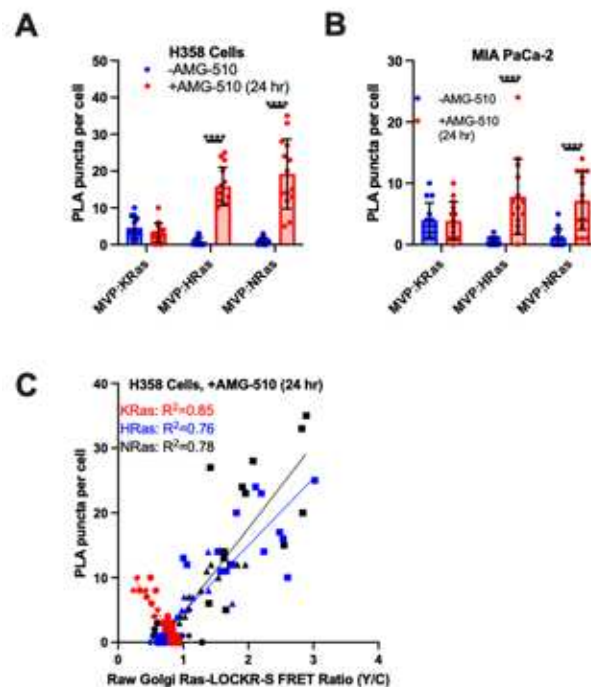 A
H358 Cells
-AMG-510
+AMG-510 (24 hr)
PLA puncta per cell
50
40
30
20
10
0
MVP:KRas
MVP:HRas
MVP:NRas
B
MIA PaCa-2
-AMG-510
+AMG-510
(24 hr)
PLA puncta per cell
30
20
10
0
MVP:KRas
MVP:HRas
MVP:NRas
C
H358 Cells, +AMG-510 (24 hr)
KRas: R²=0.85
HRas: R²=0.76
NRas: R²=0.78
PLA puncta per cell
40
30
20
10
0
0
1
2
3
4
Raw Golgi Ras-LOCKR-S FRET Ratio (Y/C)